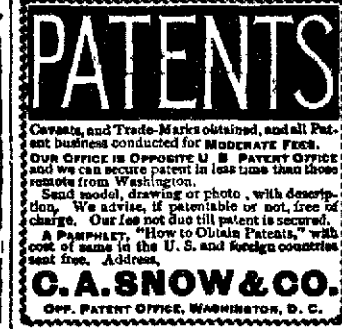 PATENTS
Caveats, and Trade-Marks obtained, and all Pat-
ent business conducted for MODERATE FEES.
OUR OFFICE IS OPPOSITE U. S. PATENT OFFICE
and we can secure patent in less time than those
remote from Washington.
Send model, drawing or photo., with descrip-
tion. We advise, if patentable or not, free of
charge. Our fee not due till patent is secured.
A PAMPHLET, "How to Obtain Patents," with
cost of same in the U. S. and foreign countries
sent free. Address,
C.A.SNOW & CO.
OPP. PATENT OFFICE, WASHINGTON, D. C.